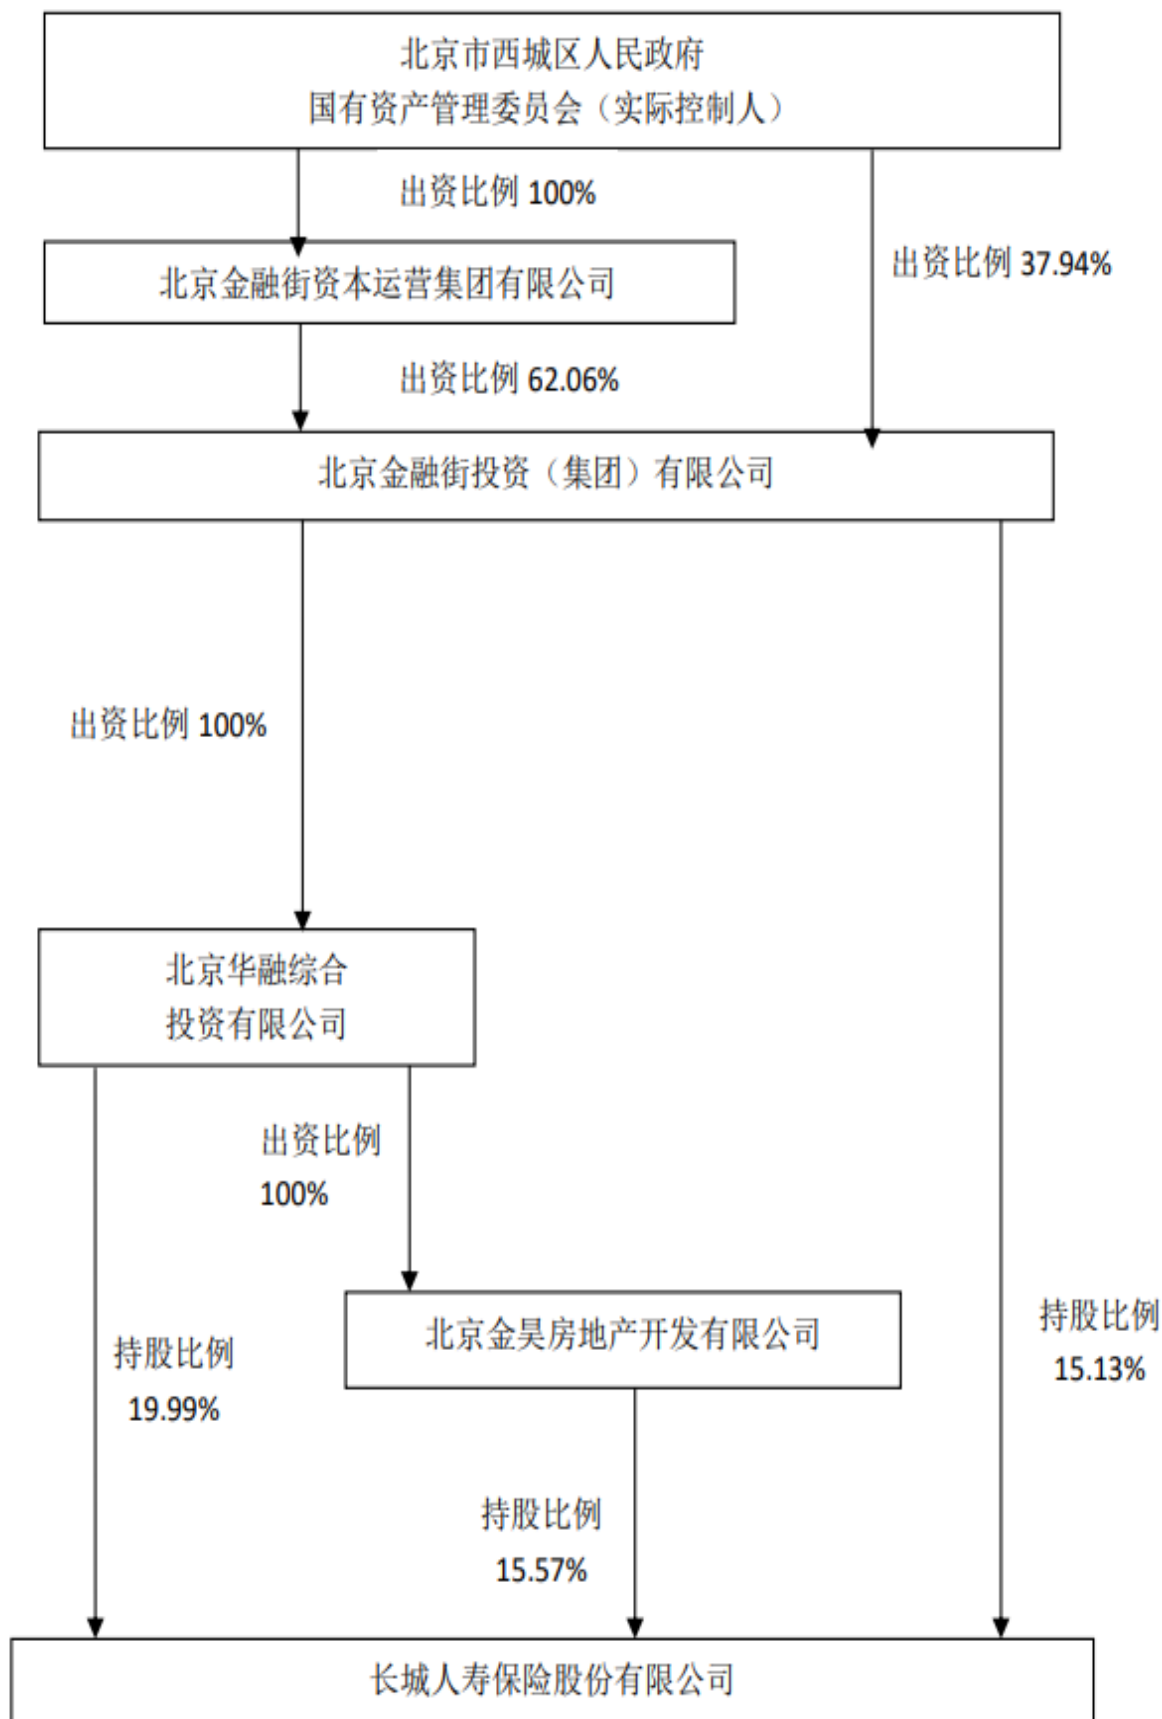 北京市西城区人民政府
国有资产管理委员会（实际控制人）
出资比例 100%
出资比例 37.94%
北京金融街资本运营集团有限公司
出资比例 62.06%
北京金融街投资（集团）有限公司
出资比例 100%
北京华融综合
投资有限公司
出资比例
100%
北京金昊房地产开发有限公司
持股比例
15.13%
持股比例
19.99%
持股比例
15.57%
长城人寿保险股份有限公司